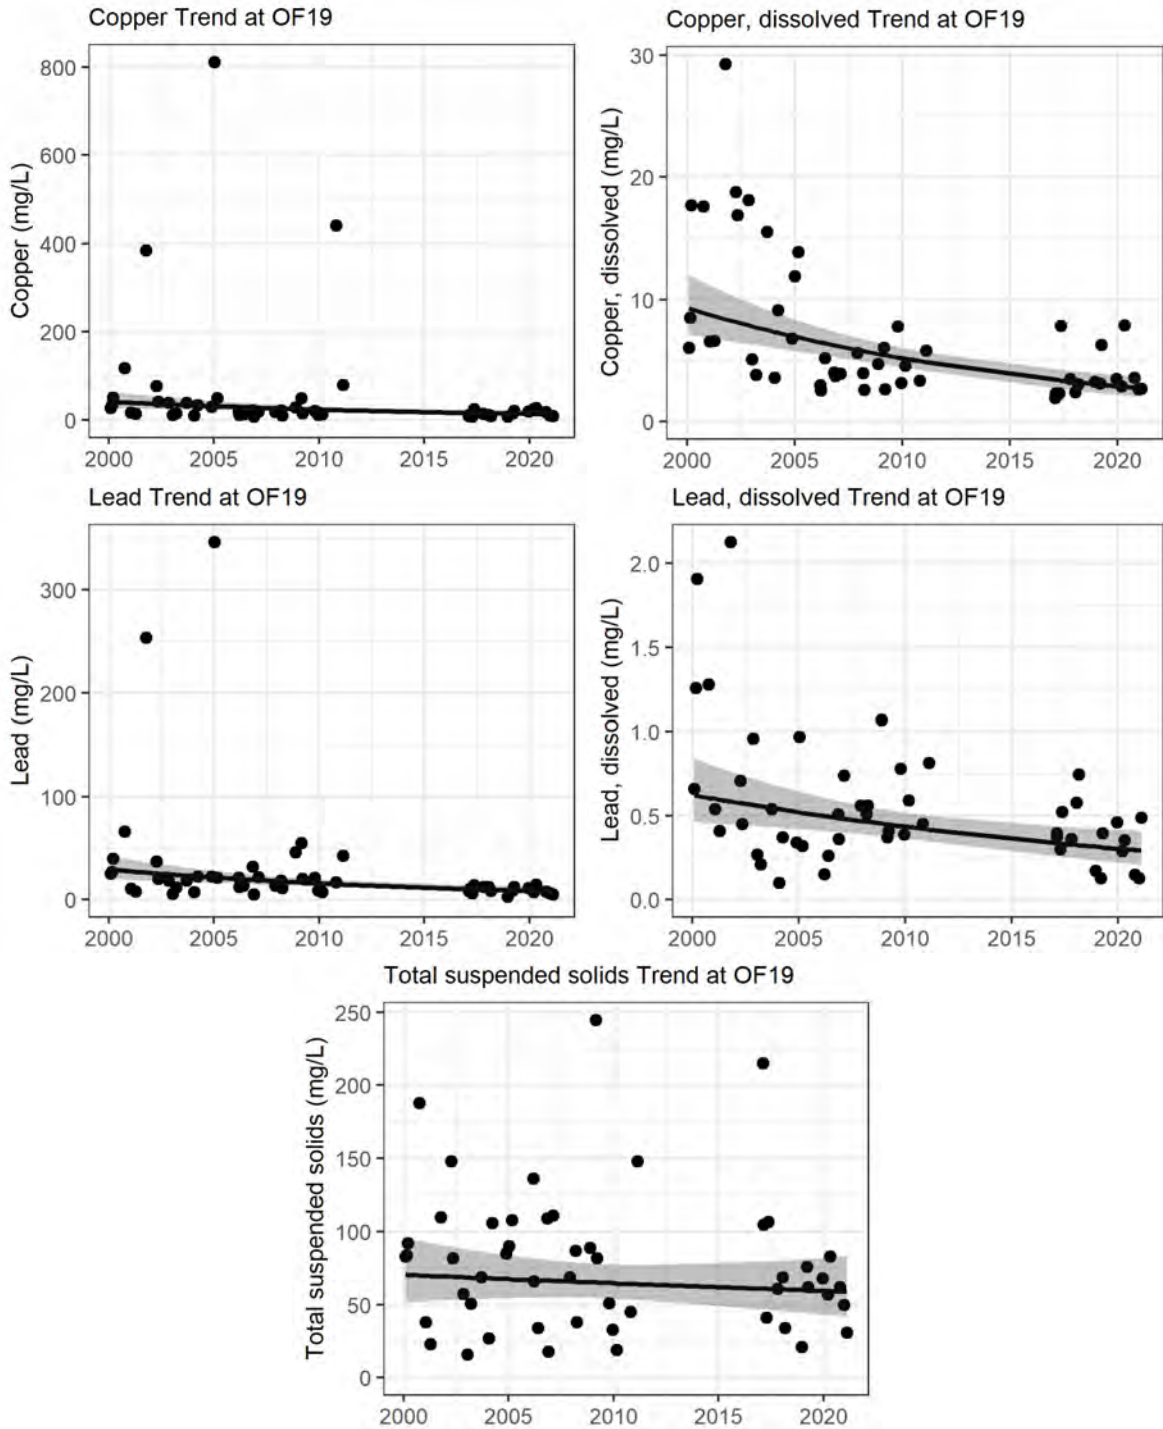 Copper Trend at OF19
Copper (mg/L)
800
600
400
200
0
2000 2005 2010 2015 2020
Copper, dissolved Trend at OF19
Copper, dissolved (mg/L)
30
20
10
0
2000 2005 2010 2015 2020
Lead Trend at OF19
Lead (mg/L)
300
200
100
0
2000 2005 2010 2015 2020
Lead, dissolved Trend at OF19
Lead, dissolved (mg/L)
2.0
1.5
1.0
0.5
0.0
2000 2005 2010 2015 2020
Total suspended solids Trend at OF19
Total suspended solids (mg/L)
250
200
150
100
50
0
2000 2005 2010 2015 2020